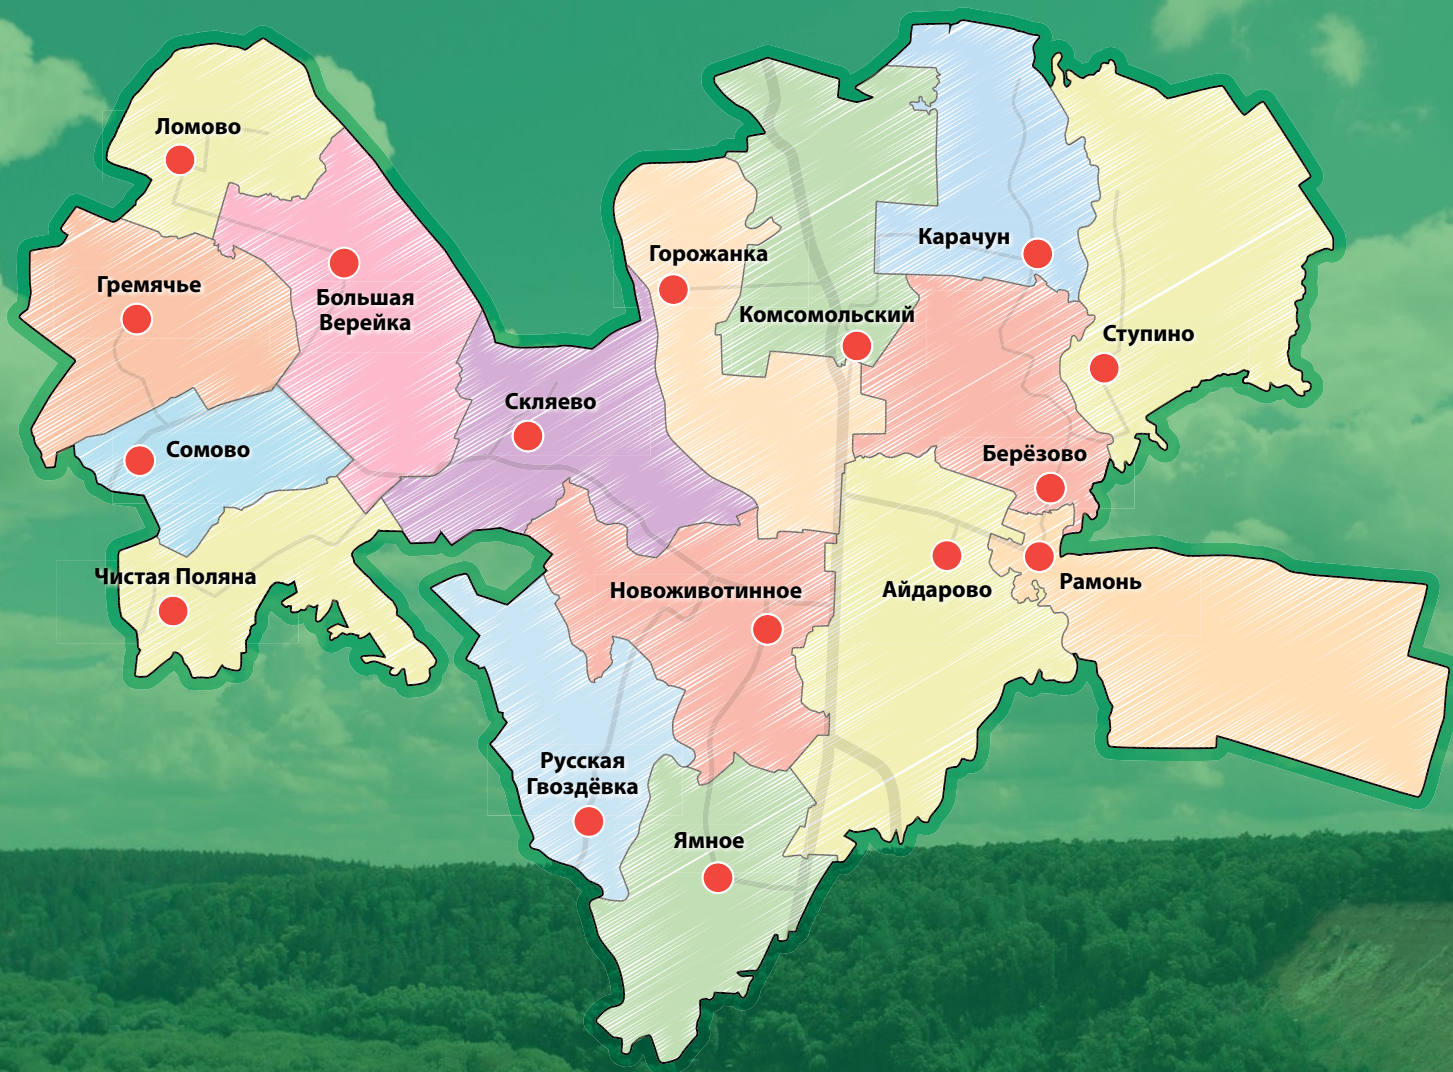 Ломово
Карачун
Горожанка
Гремячье
Большая
Верейка
Комсомольский
Ступино
Скляево
Сомово
Берёзово
Чистая Поляна
Новоживотинное
Айдарово
Рамонь
Русская
Гвоздёвка
Ямное